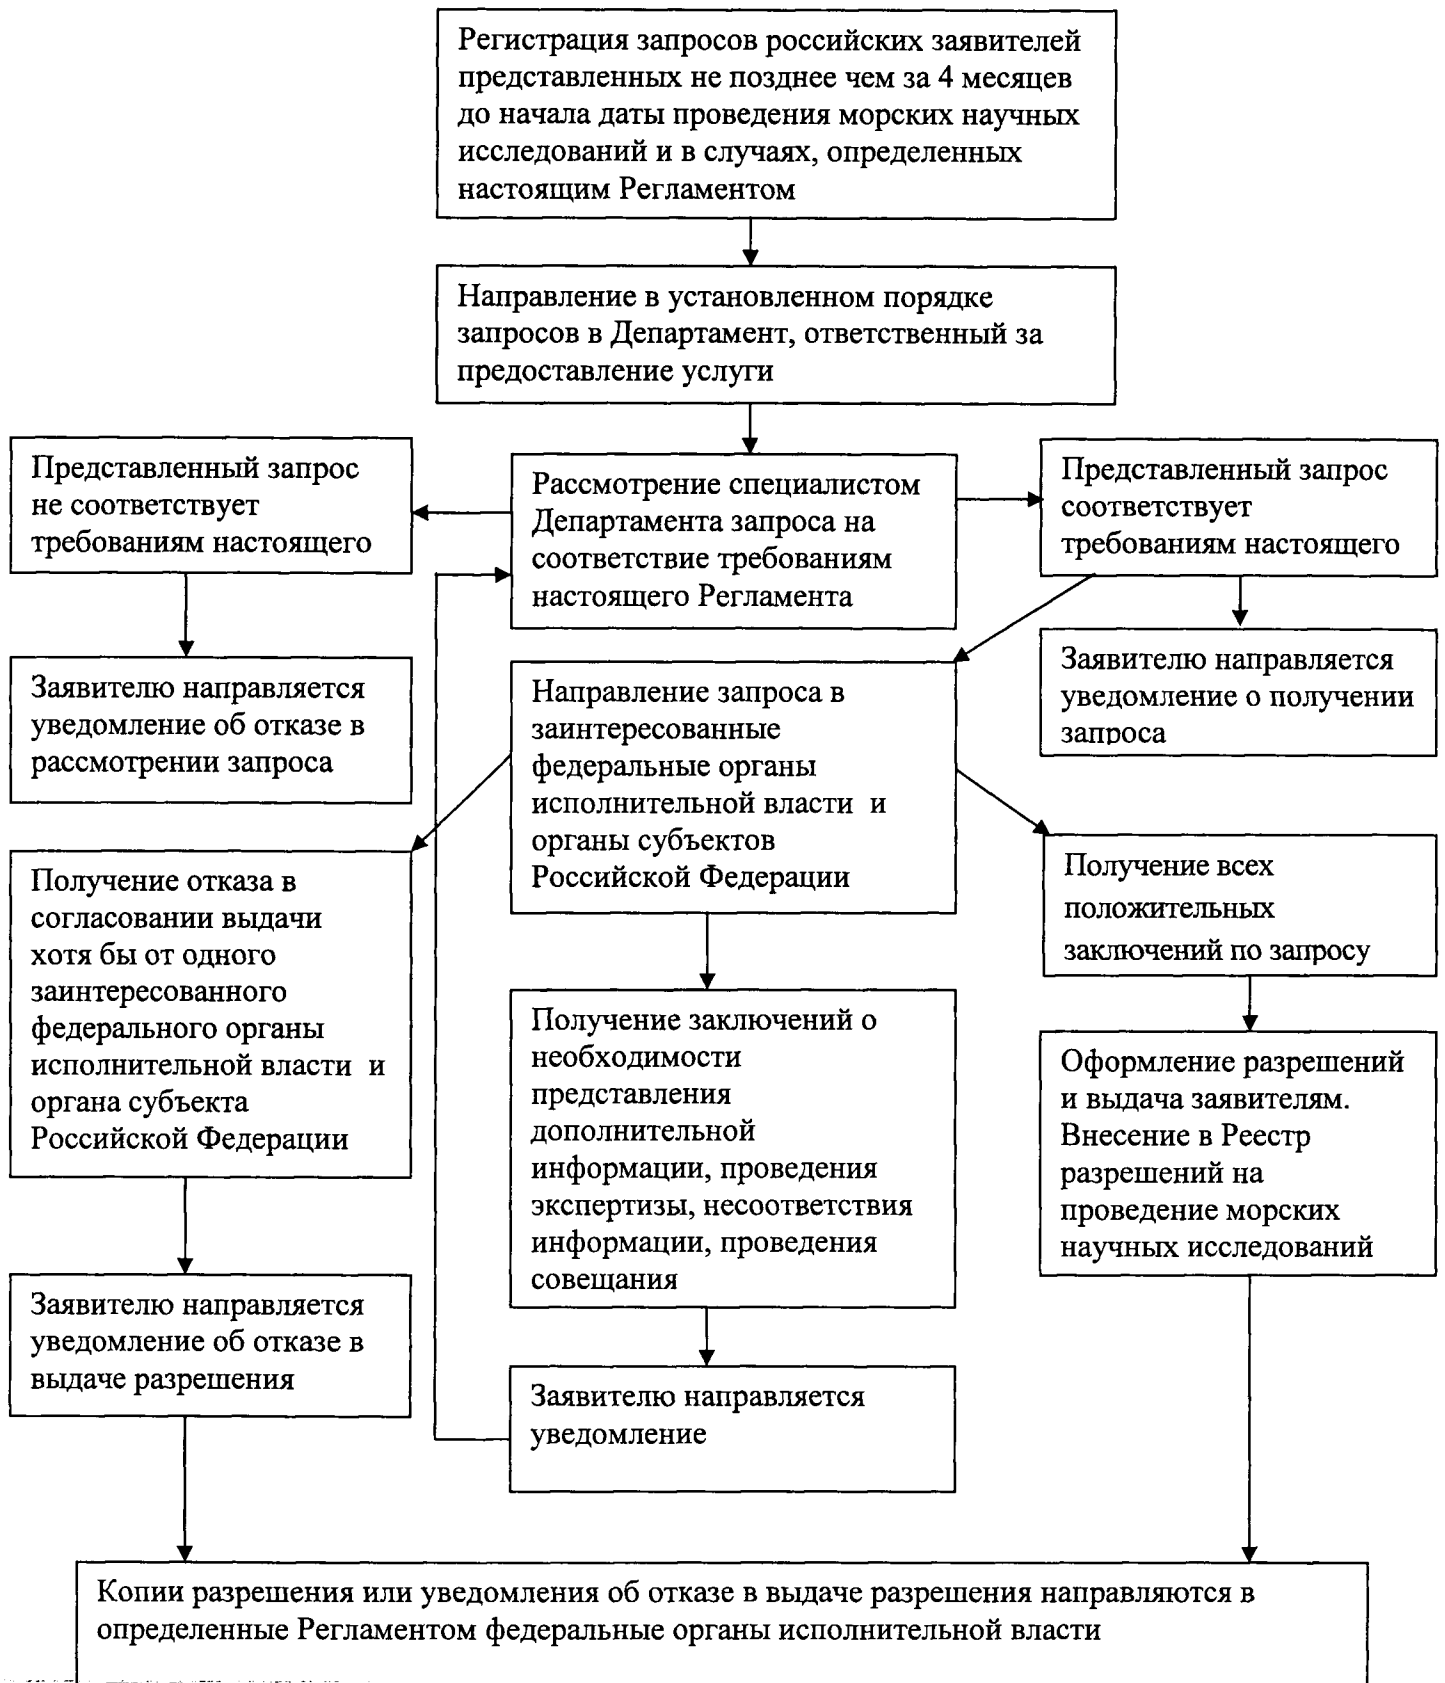 Регистрация запросов российских заявителей
представленных не позднее чем за 4 месяцев
до начала даты проведения морских научных
исследований и в случаях, определенных
настоящим Регламентом
Направление в установленном порядке
запросов в Департамент, ответственный за
предоставление услуги
Представленный запрос
не соответствует
требованиям настоящего
Рассмотрение специалистом
Департамента запроса на
соответствие требованиям
настоящего Регламента
Представленный запрос
соответствует
требованиям настоящего
Заявителю направляется
уведомление об отказе в
рассмотрении запроса
Направление запроса в
заинтересованные
федеральные органы
исполнительной власти и
органы субъектов
Российской Федерации
Заявителю направляется
уведомление о получении
запроса
Получение отказа в
согласовании выдачи
хотя бы от одного
заинтересованного
федерального органы
исполнительной власти и
органа субъекта
Российской Федерации
Получение заключений о
необходимости
представления
дополнительной
информации, проведения
экспертизы, несоответствия
информации, проведения
совещания
Получение всех
положительных
заключений по запросу
Оформление разрешений
и выдача заявителям.
Внесение в Реестр
разрешений на
проведение морских
научных исследований
Заявителю направляется
уведомление об отказе в
выдаче разрешения
Заявителю направляется
уведомление
Копии разрешения или уведомления об отказе в выдаче разрешения направляются в
определенные Регламентом федеральные органы исполнительной власти